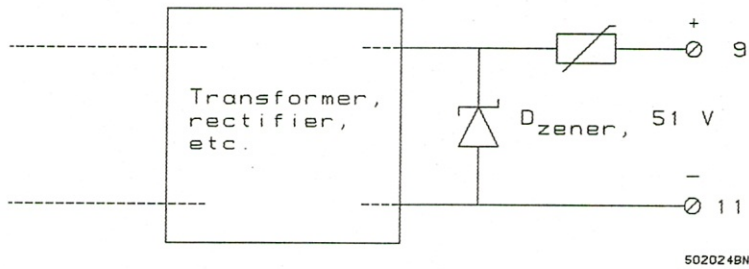 +
9
Transformer,
rectifier,
etc.
Dzener, 51 V
−
11
502024BN